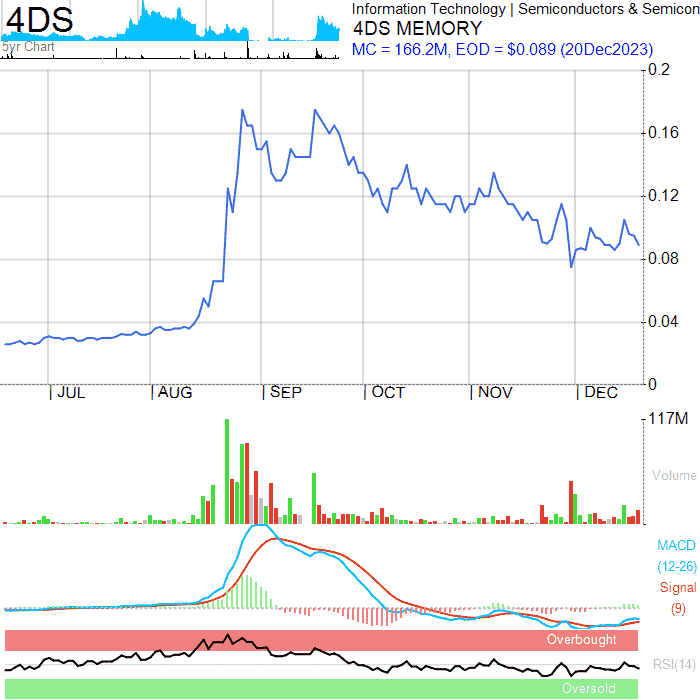 4DS
5yr Chart
Information Technology | Semiconductors & Semicon
4DS MEMORY
MC = 166.2M, EOD = $0.089 (20Dec2023)
0.2
0.16
0.12
0.08
0.04
0
| JUL | AUG | SEP | OCT | NOV | DEC
117M
Volume
MACD
(12-26)
Signal
(9)
Overbought
RSI(14)
Oversold